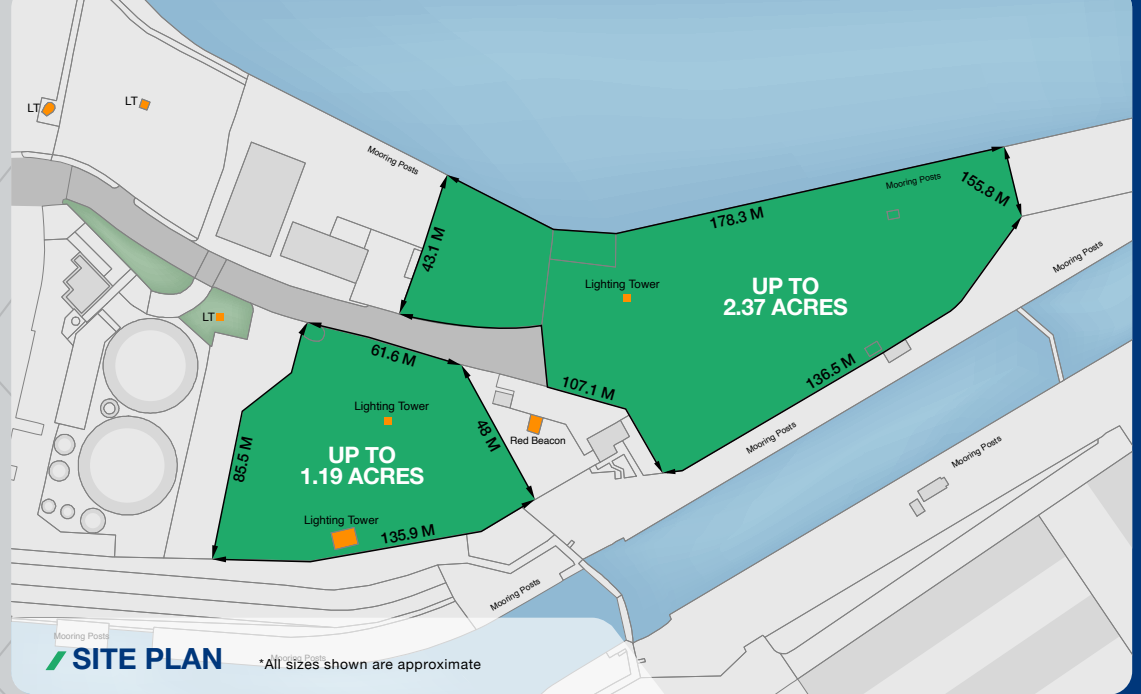 LT
LT
Mooring Posts
Mooring Posts
155.8 M
178.3 M
43.1 M
Mooring Posts
Lighting Tower
UP TO
2.37 ACRES
LT
61.6 M
136.5 M
107.1 M
Lighting Tower
48 M
Red Beacon
Mooring Posts
Mooring Posts
85.5 M
UP TO
1.19 ACRES
Lighting Tower
135.9 M
Mooring Posts
Mooring Posts
Mooring Posts
SITE PLAN
*All sizes shown are approximate